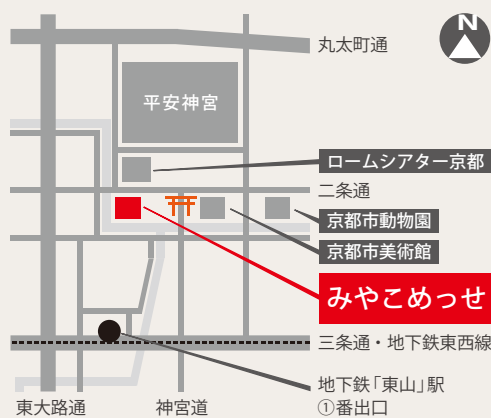 N
丸太町通
平安神宮
ロームシアター京都
二条通
京都市動物園
京都市美術館
みやこめっせ
三条通・地下鉄東西線
地下鉄「東山」駅
①番出口
東大路通
神宮道